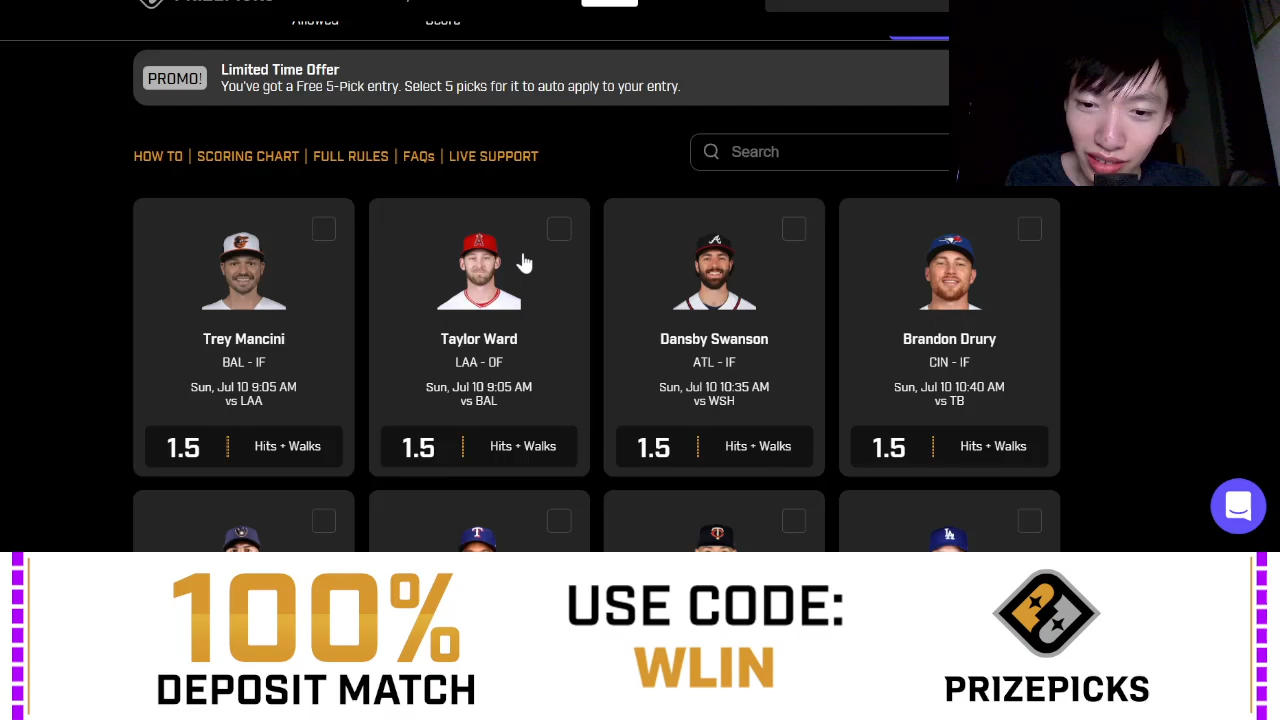 PRIZEPICKS
Allowed
Score
PROMO!
Limited Time Offer
You've got a Free 5-Pick entry. Select 5 picks for it to auto apply to your entry.
HOW TO | SCORING CHART | FULL RULES | FAQs | LIVE SUPPORT
Search
Trey Mancini
BAL - IF
Sun, Jul 10 9:05 AM
vs LAA
1.5
Hits + Walks
Taylor Ward
LAA - OF
Sun, Jul 10 9:05 AM
vs BAL
1.5
Hits + Walks
Dansby Swanson
ATL - IF
Sun, Jul 10 10:35 AM
vs WSH
1.5
Hits + Walks
Brandon Drury
CIN - IF
Sun, Jul 10 10:40 AM
vs TB
1.5
Hits + Walks
100%
DEPOSIT MATCH
USE CODE:
WLIN
PRIZEPICKS